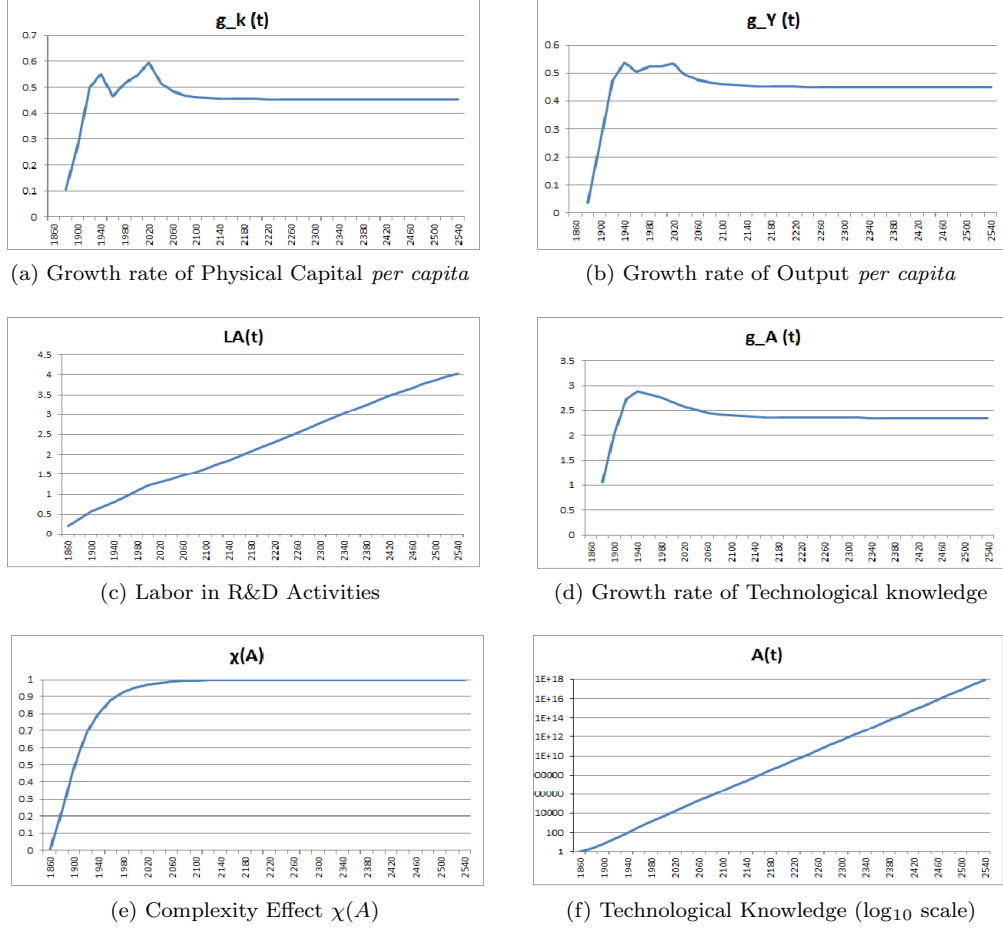 g_k (t)
0.7
0.6
0.5
0.4
0.3
0.2
0.1
0
1860 1900 1940 1980 2020 2060 2100 2140 2180 2220 2260 2300 2340 2380 2420 2460 2500 2540
(a) Growth rate of Physical Capital per capita
g_Y (t)
0.6
0.5
0.4
0.3
0.2
0.1
0
1860 1900 1940 1980 2020 2060 2100 2140 2180 2220 2260 2300 2340 2380 2420 2460 2500 2540
(b) Growth rate of Output per capita
LA(t)
4.5
4
3.5
3
2.5
2
1.5
1
0.5
0
1860 1900 1940 1980 2020 2060 2100 2140 2180 2220 2260 2300 2340 2380 2420 2460 2500 2540
(c) Labor in R&D Activities
g_A (t)
3.5
3
2.5
2
1.5
1
0.5
0
1860 1900 1940 1980 2020 2060 2100 2140 2180 2220 2260 2300 2340 2380 2420 2460 2500 2540
(d) Growth rate of Technological knowledge
χ(A)
1
0.9
0.8
0.7
0.6
0.5
0.4
0.3
0.2
0.1
0
1860 1900 1940 1980 2020 2060 2100 2140 2180 2220 2260 2300 2340 2380 2420 2460 2500 2540
(e) Complexity Effect χ(A)
A(t)
1E+18
1E+16
1E+14
1E+12
1E+10
00000
00000
10000
100
1
1860 1900 1940 1980 2020 2060 2100 2140 2180 2220 2260 2300 2340 2380 2420 2460 2500 2540
(f) Technological Knowledge (log₁₀ scale)